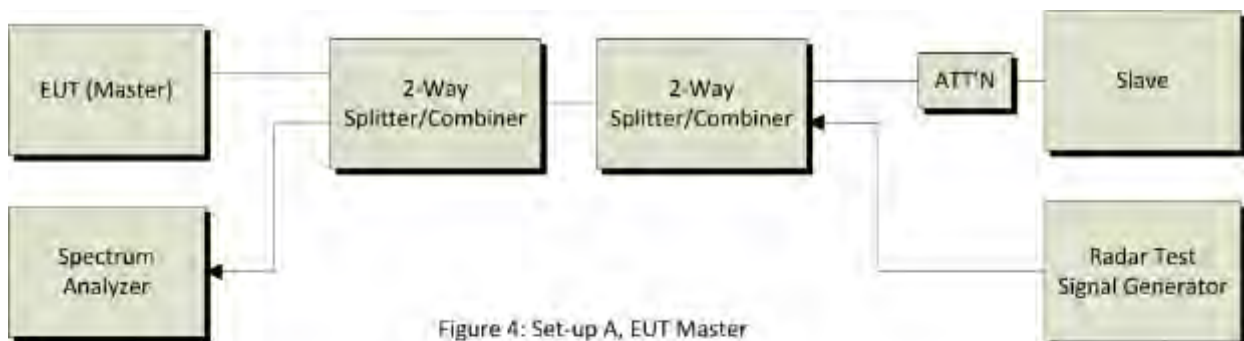 EUT (Master)
2-Way
Splitter/Combiner
2-Way
Splitter/Combiner
ATT'N
Slave
Spectrum
Analyzer
Radar Test
Signal Generator
Figure 4: Set-up A, EUT Master